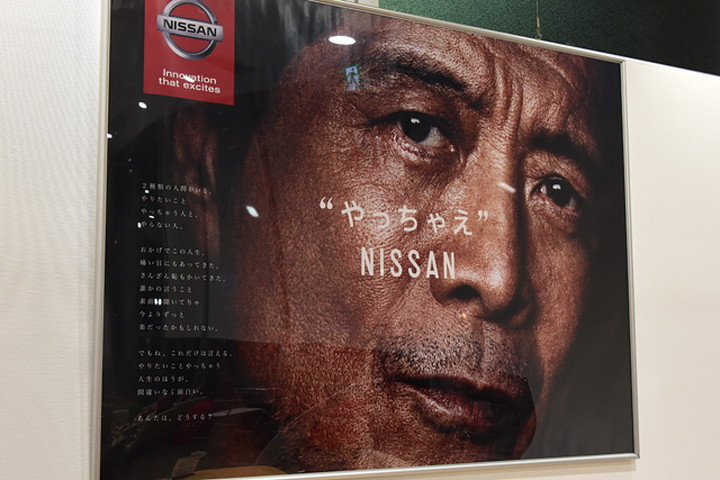 NISSAN
Innovation
that excites
2種類の人間がいる。
やりたいこと
やっちゃう人と、
やらない人。
おかげでこの人生、
痛い目にもあってきた。
さんざん恥もかいてきた。
誰かの言うこと
素直に聞いてりゃ
今よりずっと
楽だったかもしれない。
でもね、これだけは言える。
やりたいことやっちゃう
人生のほうが、
間違いなく面白い。
あんたは、どうする?
“やっちゃえ”
NISSAN